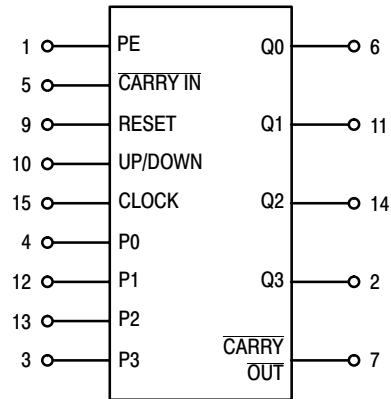 1 PE Q0 6
5 CARRY IN
9 RESET Q1 11
10 UP/DOWN
15 CLOCK Q2 14
4 P0
12 P1 Q3 2
13 P2
3 P3 CARRY OUT 7